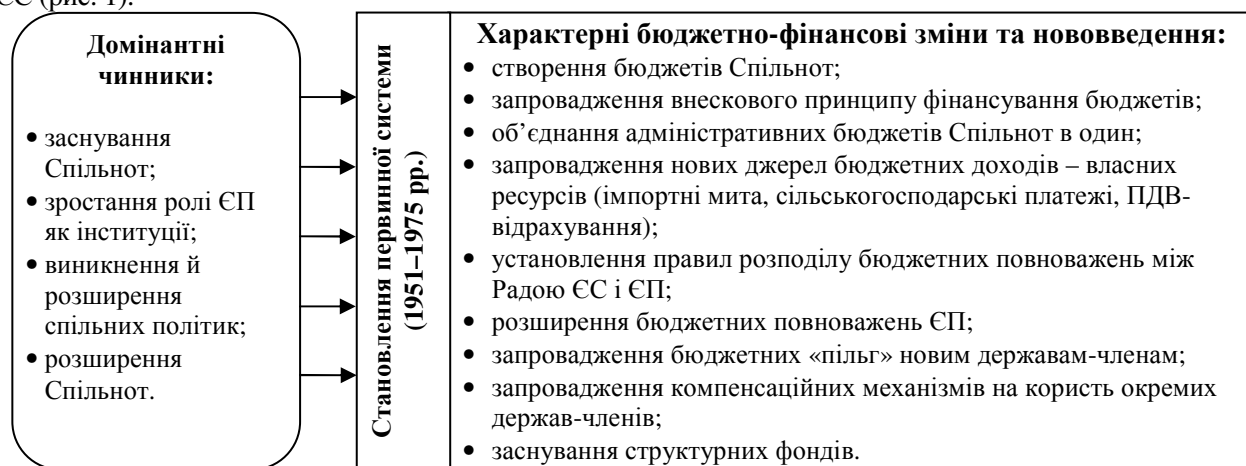 ЄС (рис. 1).
Домінантні
чинники:
• заснування
Спільнот;
• зростання ролі ЄП
як інституції;
• виникнення й
розширення
спільних політик;
• розширення
Спільнот.
Становлення первинної системи
(1951–1975 рр.)
Характерні бюджетно-фінансові зміни та нововведення:
• створення бюджетів Спільнот;
• запровадження внескового принципу фінансування бюджетів;
• об’єднання адміністративних бюджетів Спільнот в один;
• запровадження нових джерел бюджетних доходів – власних
ресурсів (імпортні мита, сільськогосподарські платежі, ПДВ-
відрахування);
• установлення правил розподілу бюджетних повноважень між
Радою ЄС і ЄП;
• розширення бюджетних повноважень ЄП;
• запровадження бюджетних «пільг» новим державам-членам;
• запровадження компенсаційних механізмів на користь окремих
держав-членів;
• заснування структурних фондів.